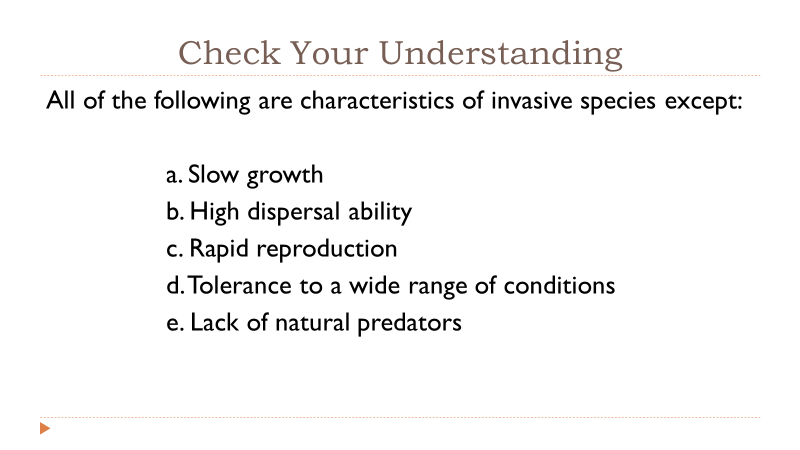 Check Your Understanding
All of the following are characteristics of invasive species except:
a. Slow growth
b. High dispersal ability
c. Rapid reproduction
d. Tolerance to a wide range of conditions
e. Lack of natural predators